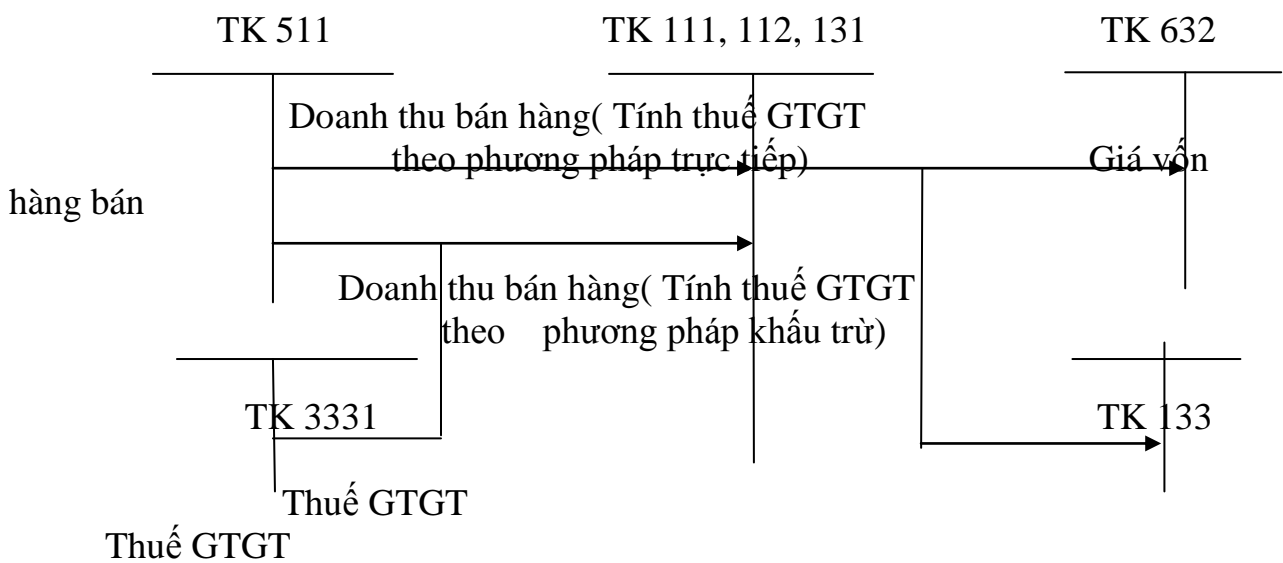 TK 511 TK 111, 112, 131 TK 632
Doanh thu bán hàng( Tính thuế GTGT
theo phương pháp trực tiếp) Giá vốn
hàng bán
Doanh thu bán hàng( Tính thuế GTGT
theo phương pháp khấu trừ)
TK 3331 TK 133
Thuế GTGT
Thuế GTGT